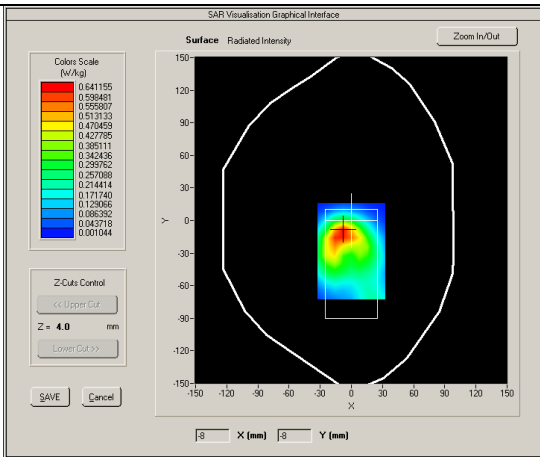 SAR Visualisation Graphical Interface
Surface Radiated Intensity
Zoom In/Out
Colors Scale
(W/kg)
0.641155
0.598481
0.555807
0.513133
0.470459
0.427785
0.385111
0.342436
0.299762
0.257088
0.214414
0.171740
0.129066
0.086392
0.043718
0.001044
Z-Cuts Control
<< Upper Cut
Z = 4.0 mm
Lower Cut >>
SAVE Cancel
150
120
90
60
30
0
-30
-60
-90
-120
-150
Y
-150 -120 -90 -60 -30 0 30 60 90 120 150
X
-8 X (mm) -8 Y (mm)